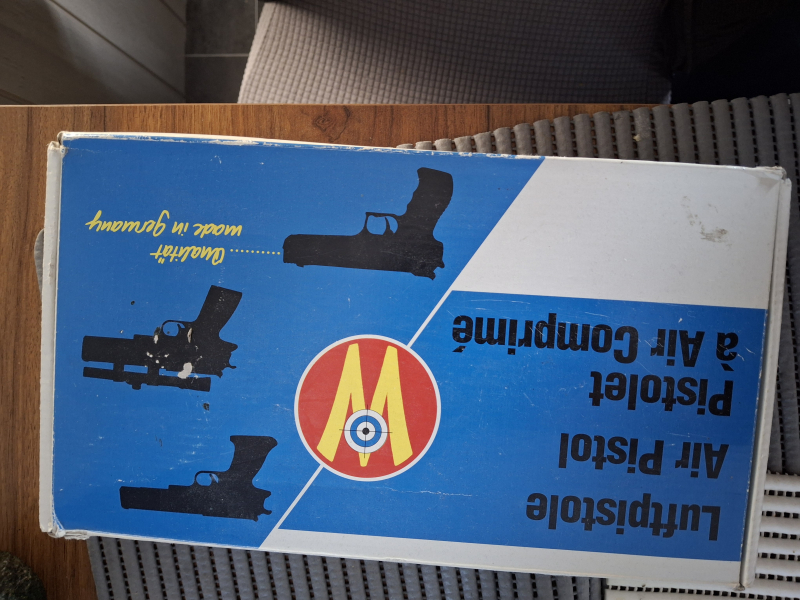 Luftpistole
Air Pistol
Pistolet
á Air Comprimé
W
Qualität
made in germany